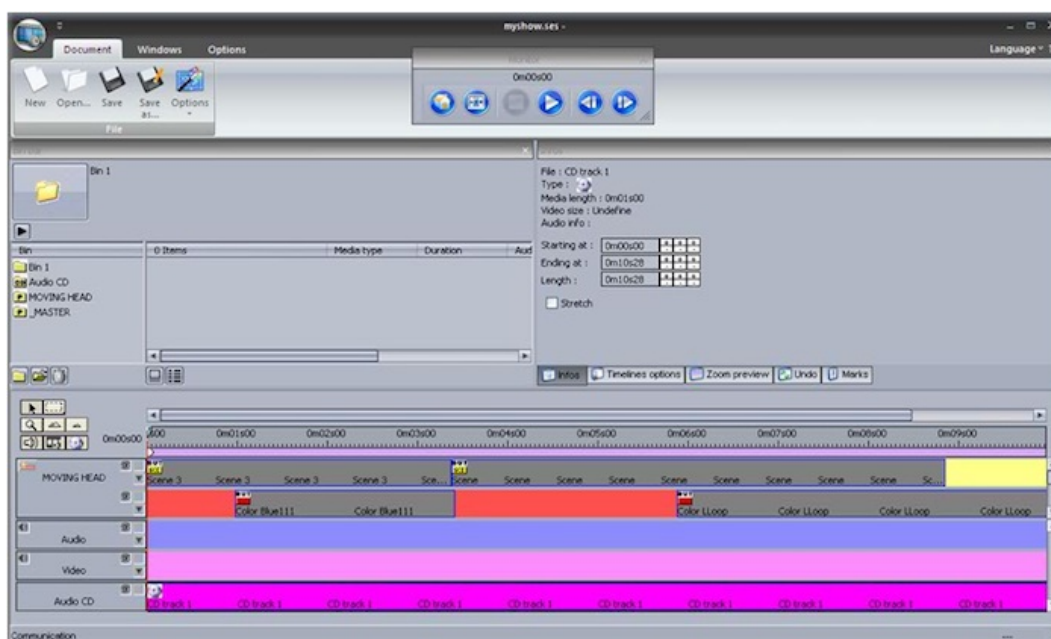 myshow.ses -
Document Windows Options
Language
Monitor
0m00s00
New Open... Save Save as... Options
File
Bin 1
File : CD track 1
Type :
Media length : 0m01s00
Video size : Undefine
Audio info :
Bin 0 Items Media type Duration Aud
Starting at : 0m00s00
Ending at : 0m10s28
Length : 0m10s28
Stretch
Bin 1
Audio CD
MOVING HEAD
_MASTER
Infos Timelines options Zoom preview Undo Marks
0m00s00 s00 0m01s00 0m02s00 0m03s00 0m04s00 0m05s00 0m06s00 0m07s00 0m08s00 0m09s00
MOVING HEAD
Scene 3 Scene 3 Scene 3 Scene 3 Sce... Scene Scene Scene Scene Scene Scene Scene Scene Scene Sc...
Color Blue111 Color Blue111 Color LLoop Color LLoop Color LLoop Color LLoop
Audio
Video
Audio CD
CD track 1 CD track 1 CD track 1 CD track 1 CD track 1 CD track 1 CD track 1 CD track 1 CD track 1 CD track 1
Communication ...